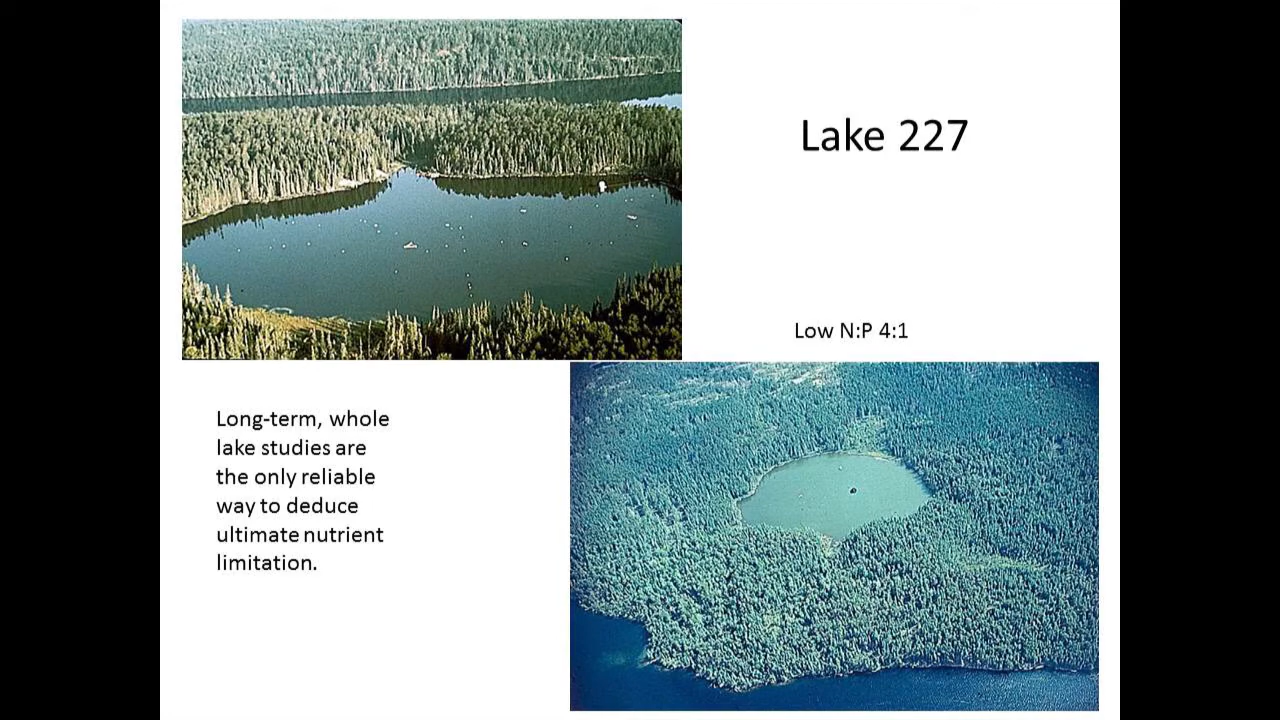 Lake 227
Low N:P 4:1
Long-term, whole
lake studies are
the only reliable
way to deduce
ultimate nutrient
limitation.